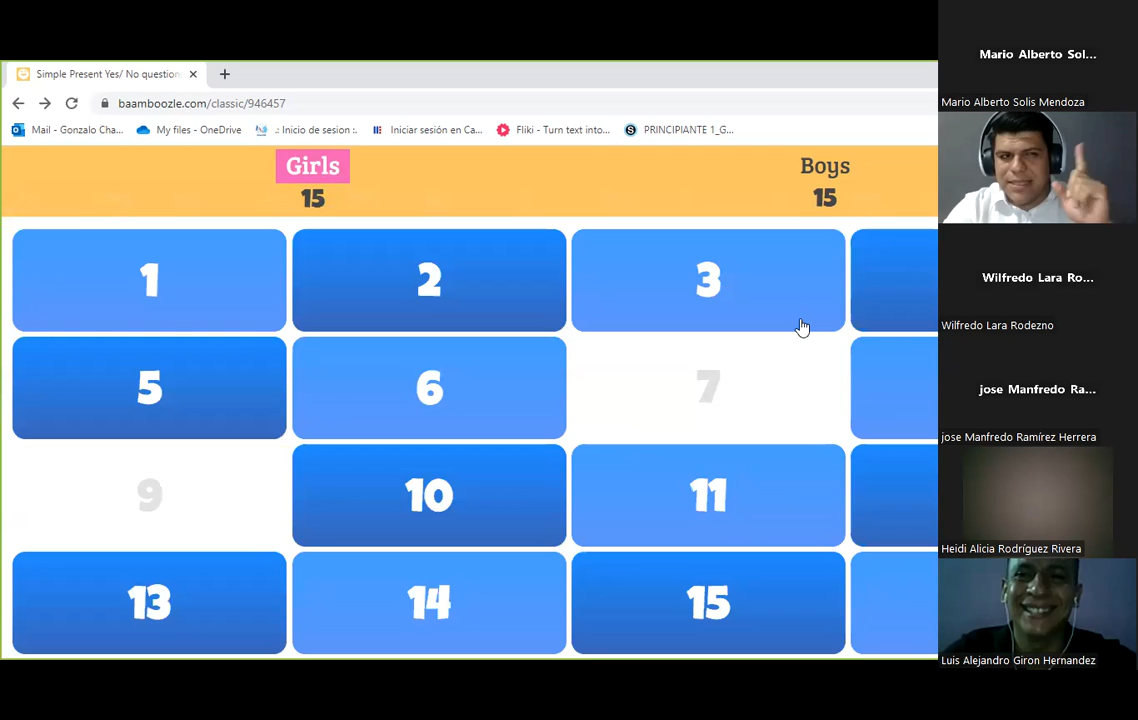 Simple Present Yes/ No question
baamboozle.com/classic/946457
Mail - Gonzalo Cha...
My files - OneDrive
.: Inicio de sesion :.
Iniciar sesión en Ca...
Fliki - Turn text into...
PRINCIPIANTE 1_G...
Girls
Boys
15
15
1
2
3
5
6
7
9
10
11
13
14
15
Mario Alberto Sol...
Mario Alberto Solis Mendoza
Wilfredo Lara Ro...
Wilfredo Lara Rodezno
jose Manfredo Ra...
jose Manfredo Ramírez Herrera
Heidi Alicia Rodríguez Rivera
Luis Alejandro Giron Hernandez